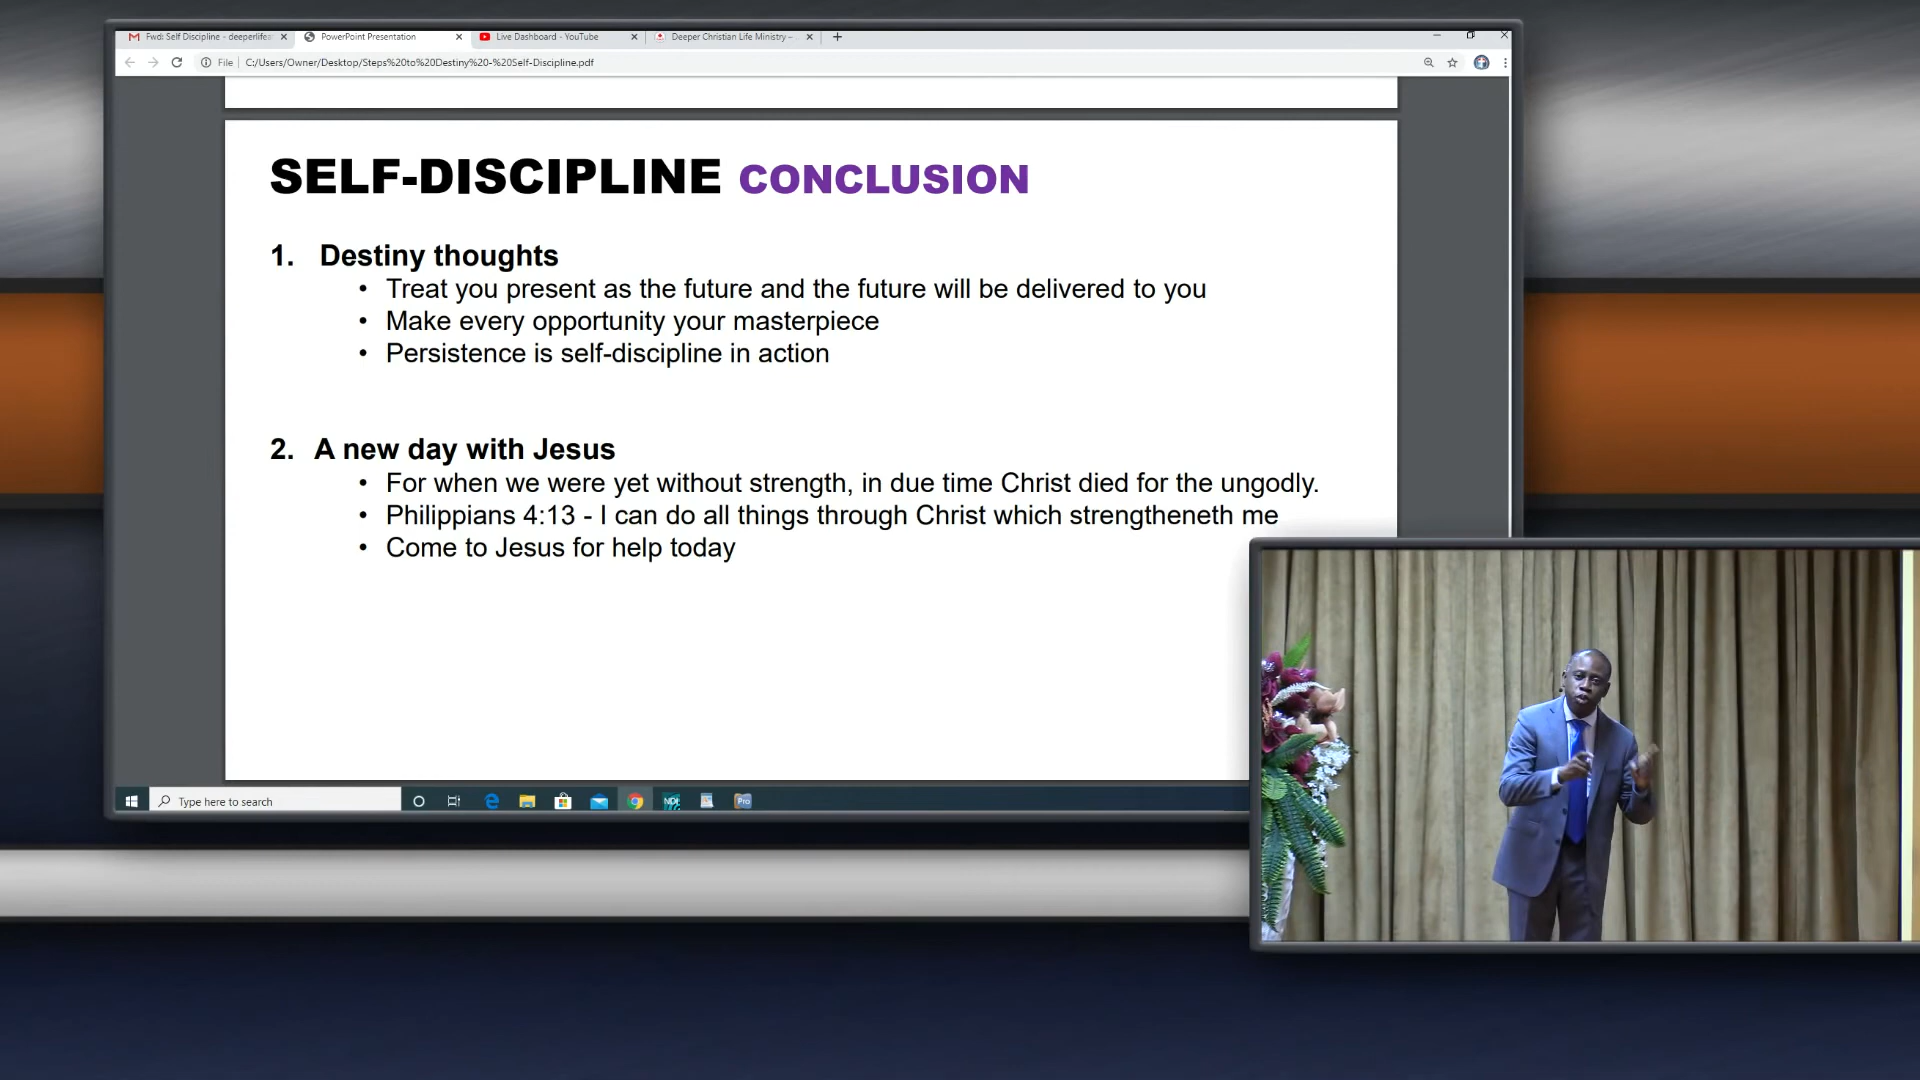 Fwd: Self Discipline - deeperlifea
PowerPoint Presentation
Live Dashboard - YouTube
Deeper Christian Life Ministry –
File
C:/Users/Owner/Desktop/Steps%20to%20Destiny%20-%20Self-Discipline.pdf
SELF-DISCIPLINE CONCLUSION
1. Destiny thoughts
• Treat you present as the future and the future will be delivered to you
• Make every opportunity your masterpiece
• Persistence is self-discipline in action
2. A new day with Jesus
• For when we were yet without strength, in due time Christ died for the ungodly.
• Philippians 4:13 - I can do all things through Christ which strengtheneth me
• Come to Jesus for help today
Type here to search
NDI
Pro